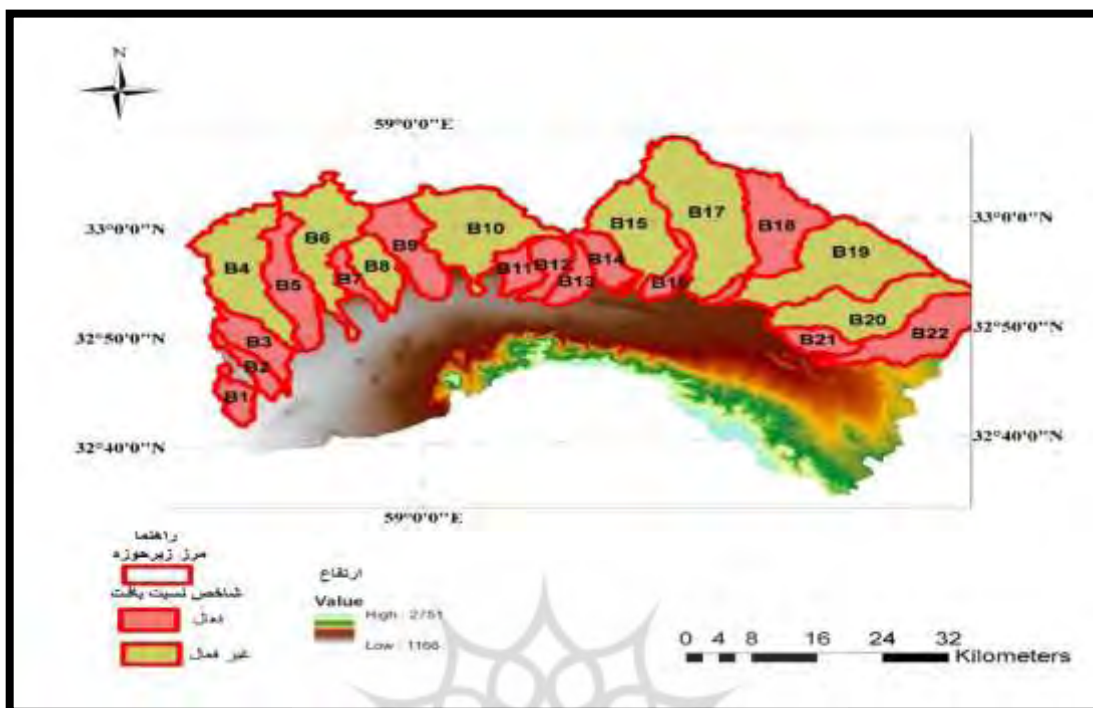 N
59°0'0"E
33°0'0"N
33°0'0"N
32°50'0"N
32°50'0"N
32°40'0"N
32°40'0"N
59°0'0"E
B1
B2
B3
B4
B5
B6
B7
B8
B9
B10
B11
B12
B13
B14
B15
B16
B17
B18
B19
B20
B21
B22
راهنما
مرز زیرحوزه
شاخص نسبت بافت
فعال
غیر فعال
ارتفاع
Value
High : 2751
Low : 1166
0 4 8 16 24 32
Kilometers